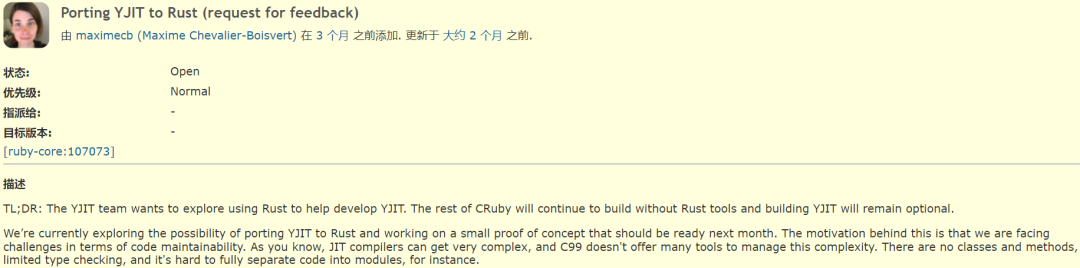 Porting YJIT to Rust (request for feedback)
由 maximecb (Maxime Chevalier-Boisvert) 在 3 个月 之前添加. 更新于 大约 2 个月 之前.
状态: Open
优先级: Normal
指派给: -
目标版本: -
[ruby-core:107073]
描述
TL;DR: The YJIT team wants to explore using Rust to help develop YJIT. The rest of CRuby will continue to build without Rust tools and building YJIT will remain optional.
We’re currently exploring the possibility of porting YJIT to Rust and working on a small proof of concept that should be ready next month. The motivation behind this is that we are facing
challenges in terms of code maintainability. As you know, JIT compilers can get very complex, and C99 doesn't offer many tools to manage this complexity. There are no classes and methods,
limited type checking, and it's hard to fully separate code into modules, for instance.